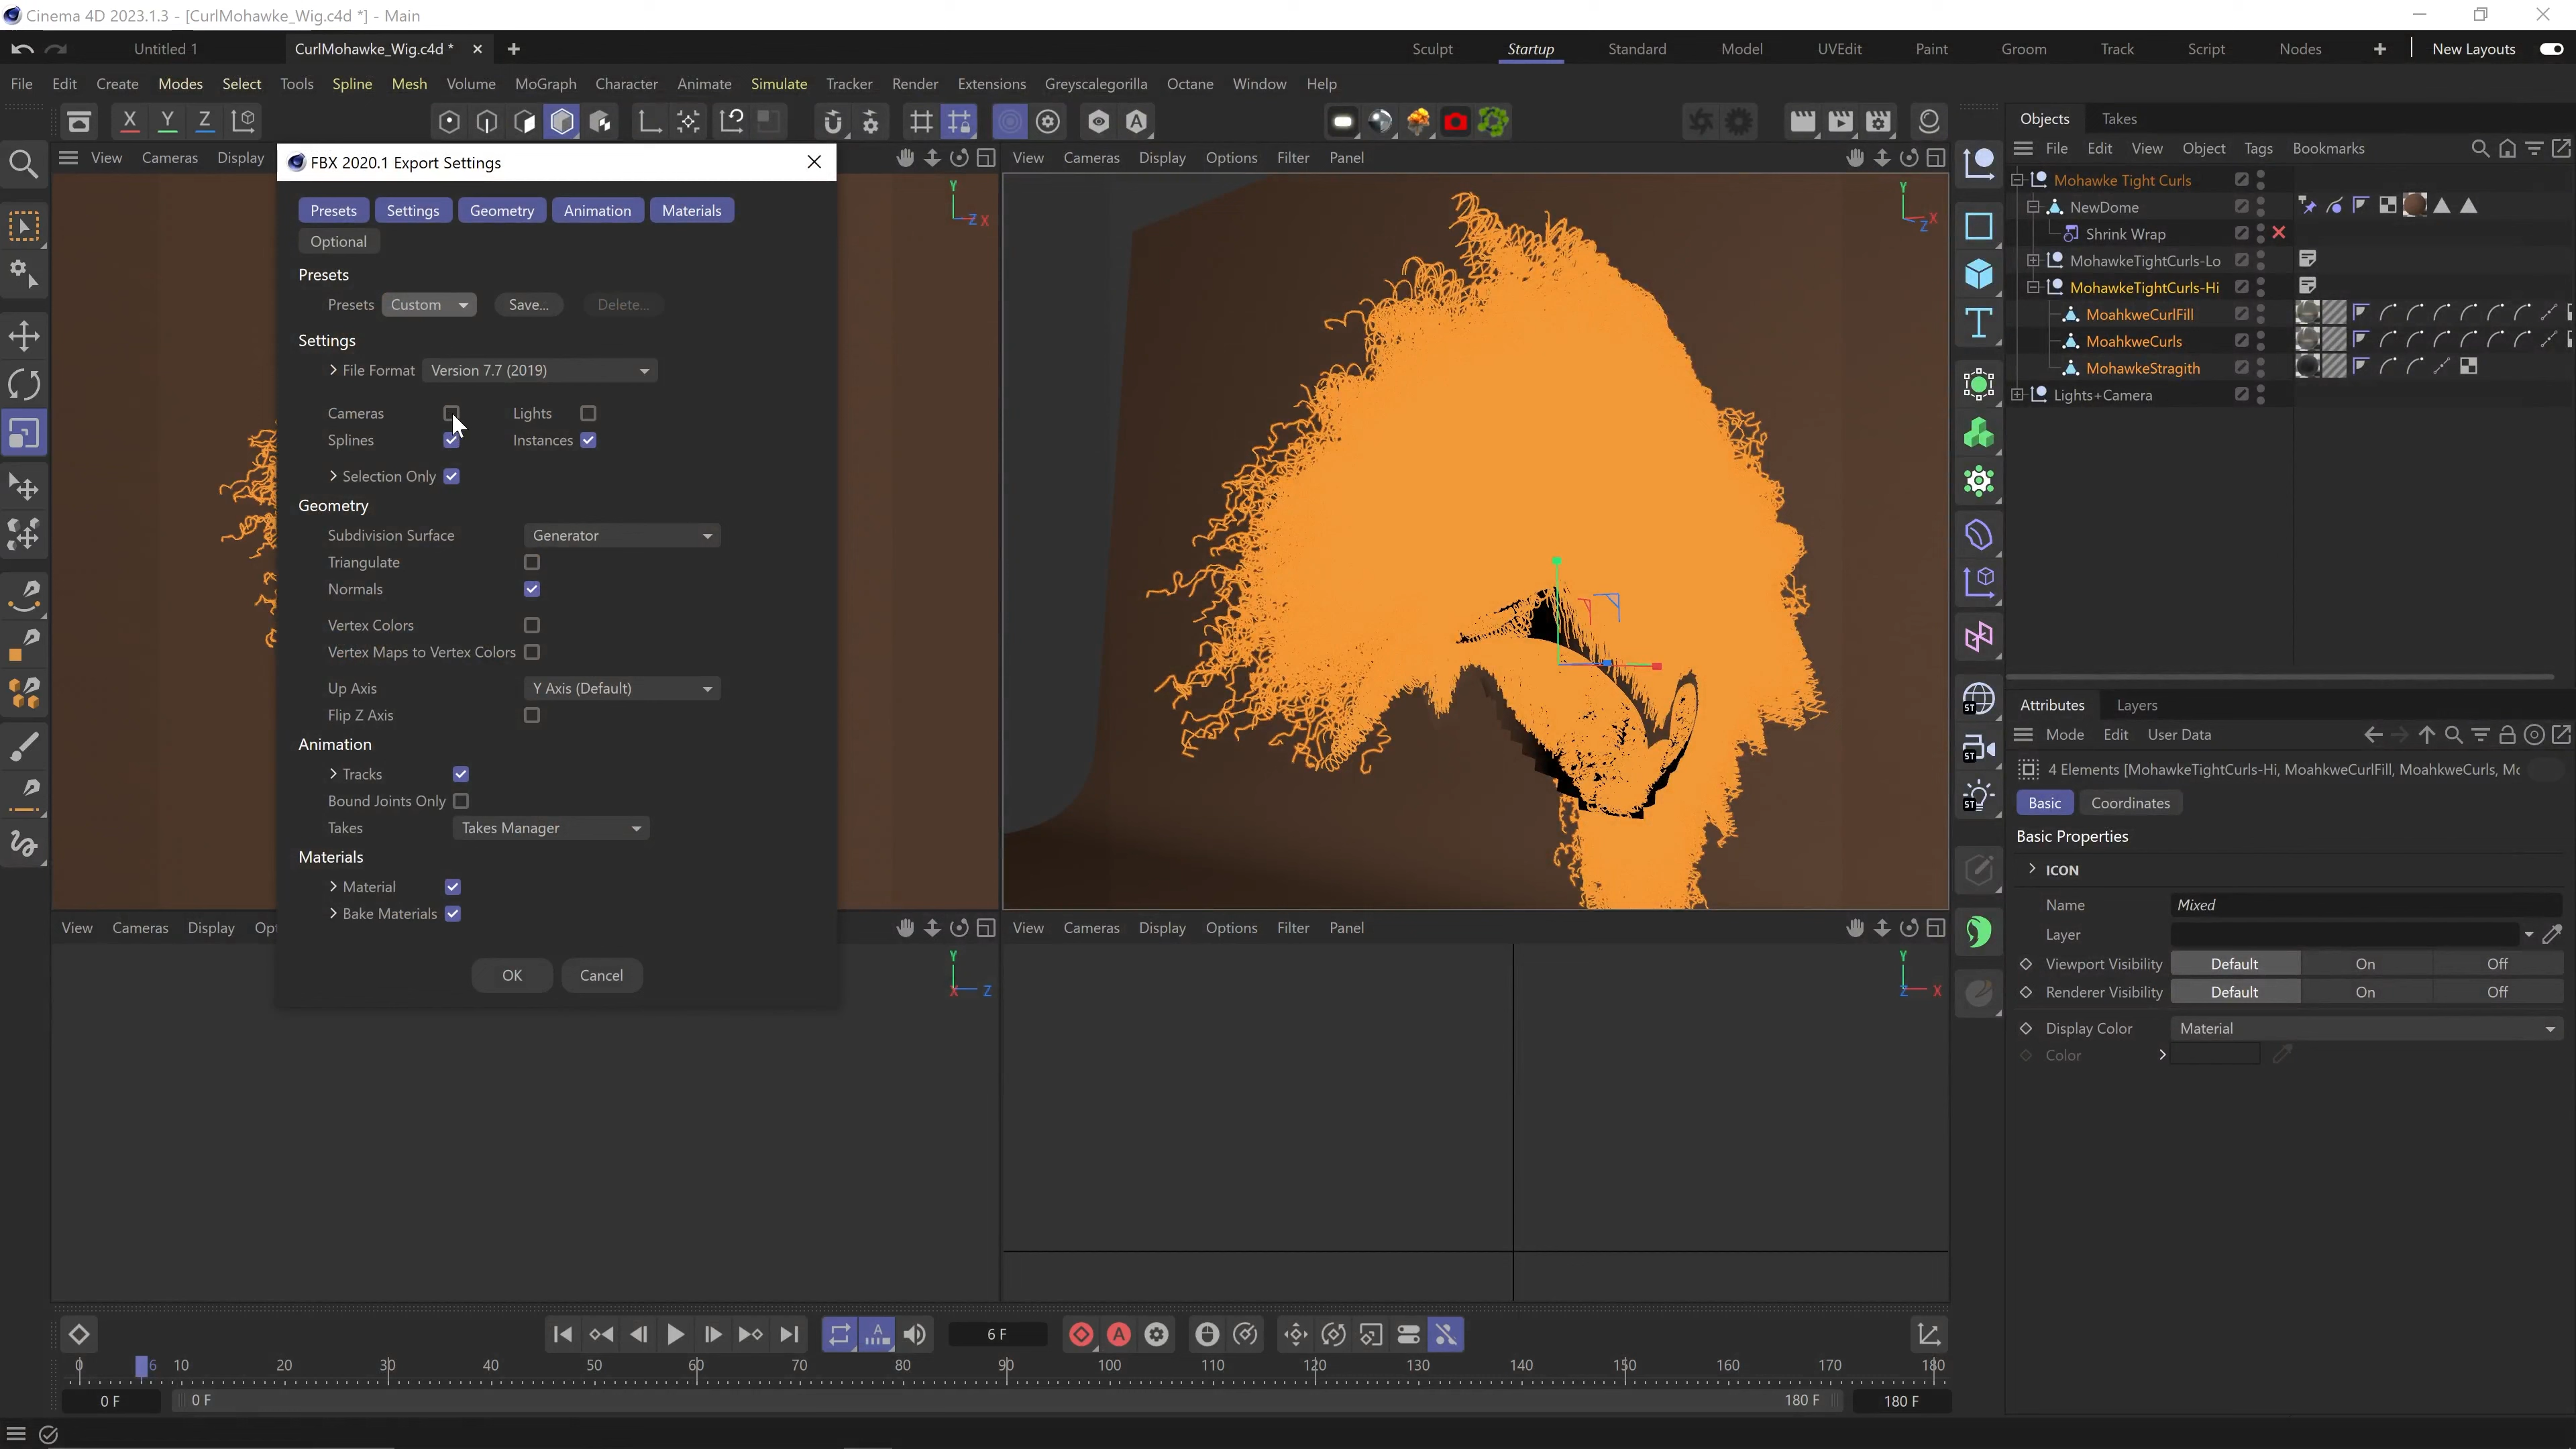 Cinema 4D 2023.1.3 - [CurlMohawke_Wig.c4d *] - Main
Untitled 1
CurlMohawke_Wig.c4d *
Sculpt
Startup
Standard
Model
UVEdit
Paint
Groom
Track
Script
Nodes
New Layouts
File
Edit
Create
Modes
Select
Tools
Spline
Mesh
Volume
MoGraph
Character
Animate
Simulate
Tracker
Render
Extensions
Greyscalegorilla
Octane
Window
Help
X
Y
Z
View
Cameras
Display
FBX 2020.1 Export Settings
Presets
Settings
Geometry
Animation
Materials
Optional
Presets
Presets
Custom
Save...
Delete...
Settings
File Format
Version 7.7 (2019)
Cameras
Lights
Splines
Instances
Selection Only
Geometry
Subdivision Surface
Generator
Triangulate
Normals
Vertex Colors
Vertex Maps to Vertex Colors
Up Axis
Y Axis (Default)
Flip Z Axis
Animation
Tracks
Bound Joints Only
Takes
Takes Manager
Materials
Material
Bake Materials
OK
Cancel
Y
Z
X
View
Cameras
Display
Options
Filter
Panel
Y
X
Z
View
Cameras
Display
Opt
Y
X
Z
View
Cameras
Display
Options
Filter
Panel
Y
Z
X
T
ST
ST
ST
Objects
Takes
File
Edit
View
Object
Tags
Bookmarks
Mohawke Tight Curls
NewDome
Shrink Wrap
MohawkeTightCurls-Lo
MohawkeTightCurls-Hi
MoahkweCurlFill
MoahkweCurls
MohawkeStragith
Lights+Camera
Attributes
Layers
Mode
Edit
User Data
4 Elements [MohawkeTightCurls-Hi, MoahkweCurlFill, MoahkweCurls, Mc
Basic
Coordinates
Basic Properties
ICON
Name
Mixed
Layer
Viewport Visibility
Default
On
Off
Renderer Visibility
Default
On
Off
Display Color
Material
Color
A
6 F
A
0
6
10
20
30
40
50
60
70
80
90
100
110
120
130
140
150
160
170
180
0 F
0 F
180 F
180 F